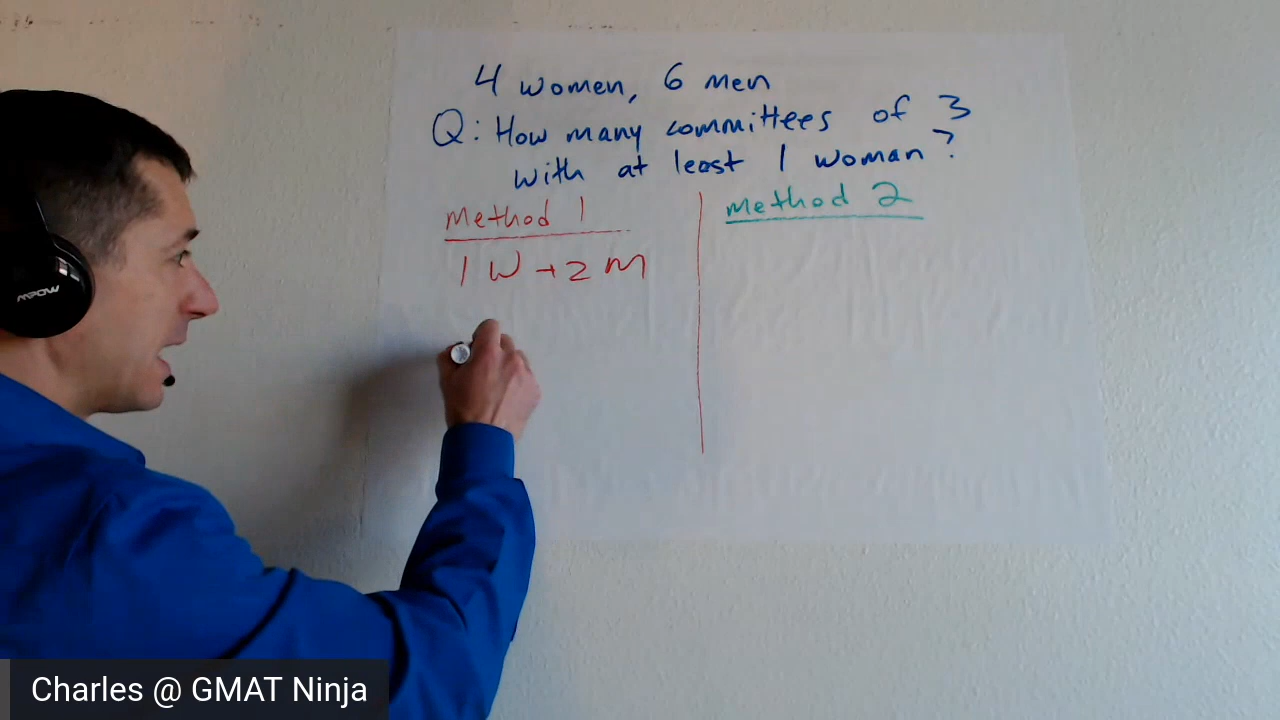 4 women, 6 men
Q: How many committees of 3
with at least 1 woman?
Method 1
Method 2
1 W + 2 M
MPOW
Charles @ GMAT Ninja